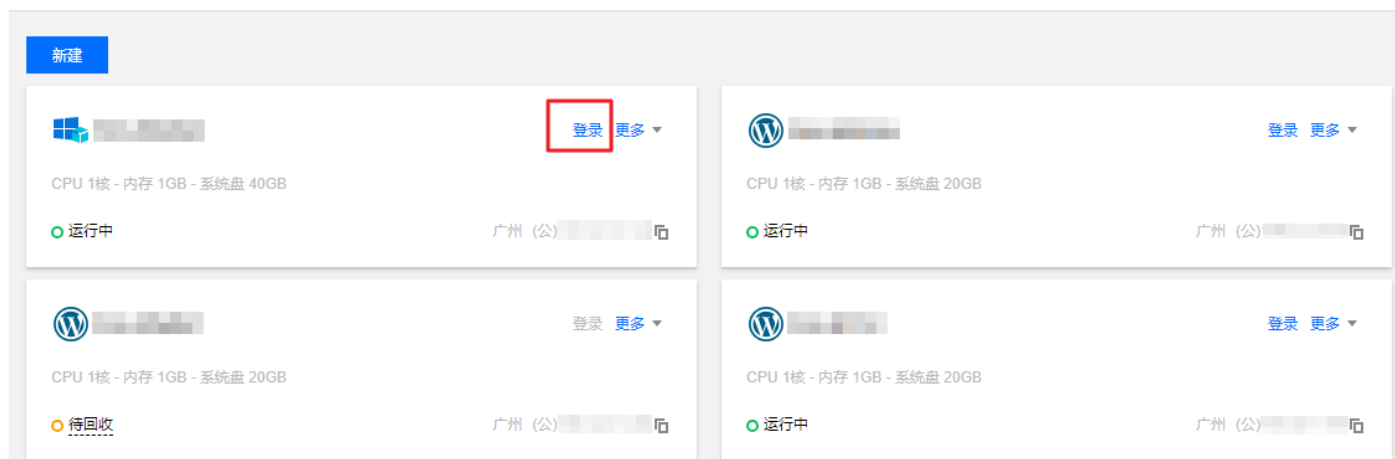 新建
登录 更多
登录 更多
CPU 1核 - 内存 1GB - 系统盘 40GB
CPU 1核 - 内存 1GB - 系统盘 20GB
运行中
广州 (公)
运行中
广州 (公)
登录 更多
登录 更多
CPU 1核 - 内存 1GB - 系统盘 20GB
CPU 1核 - 内存 1GB - 系统盘 20GB
待回收
广州 (公)
运行中
广州 (公)